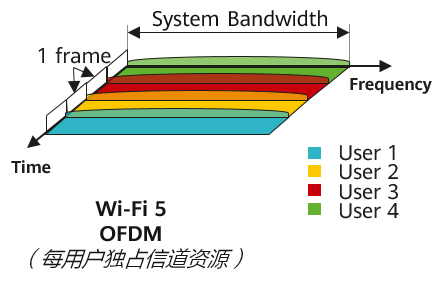 System Bandwidth
1 frame
Frequency
Time
User 1
User 2
User 3
User 4
Wi-Fi 5
OFDM
（每用户独占信道资源）